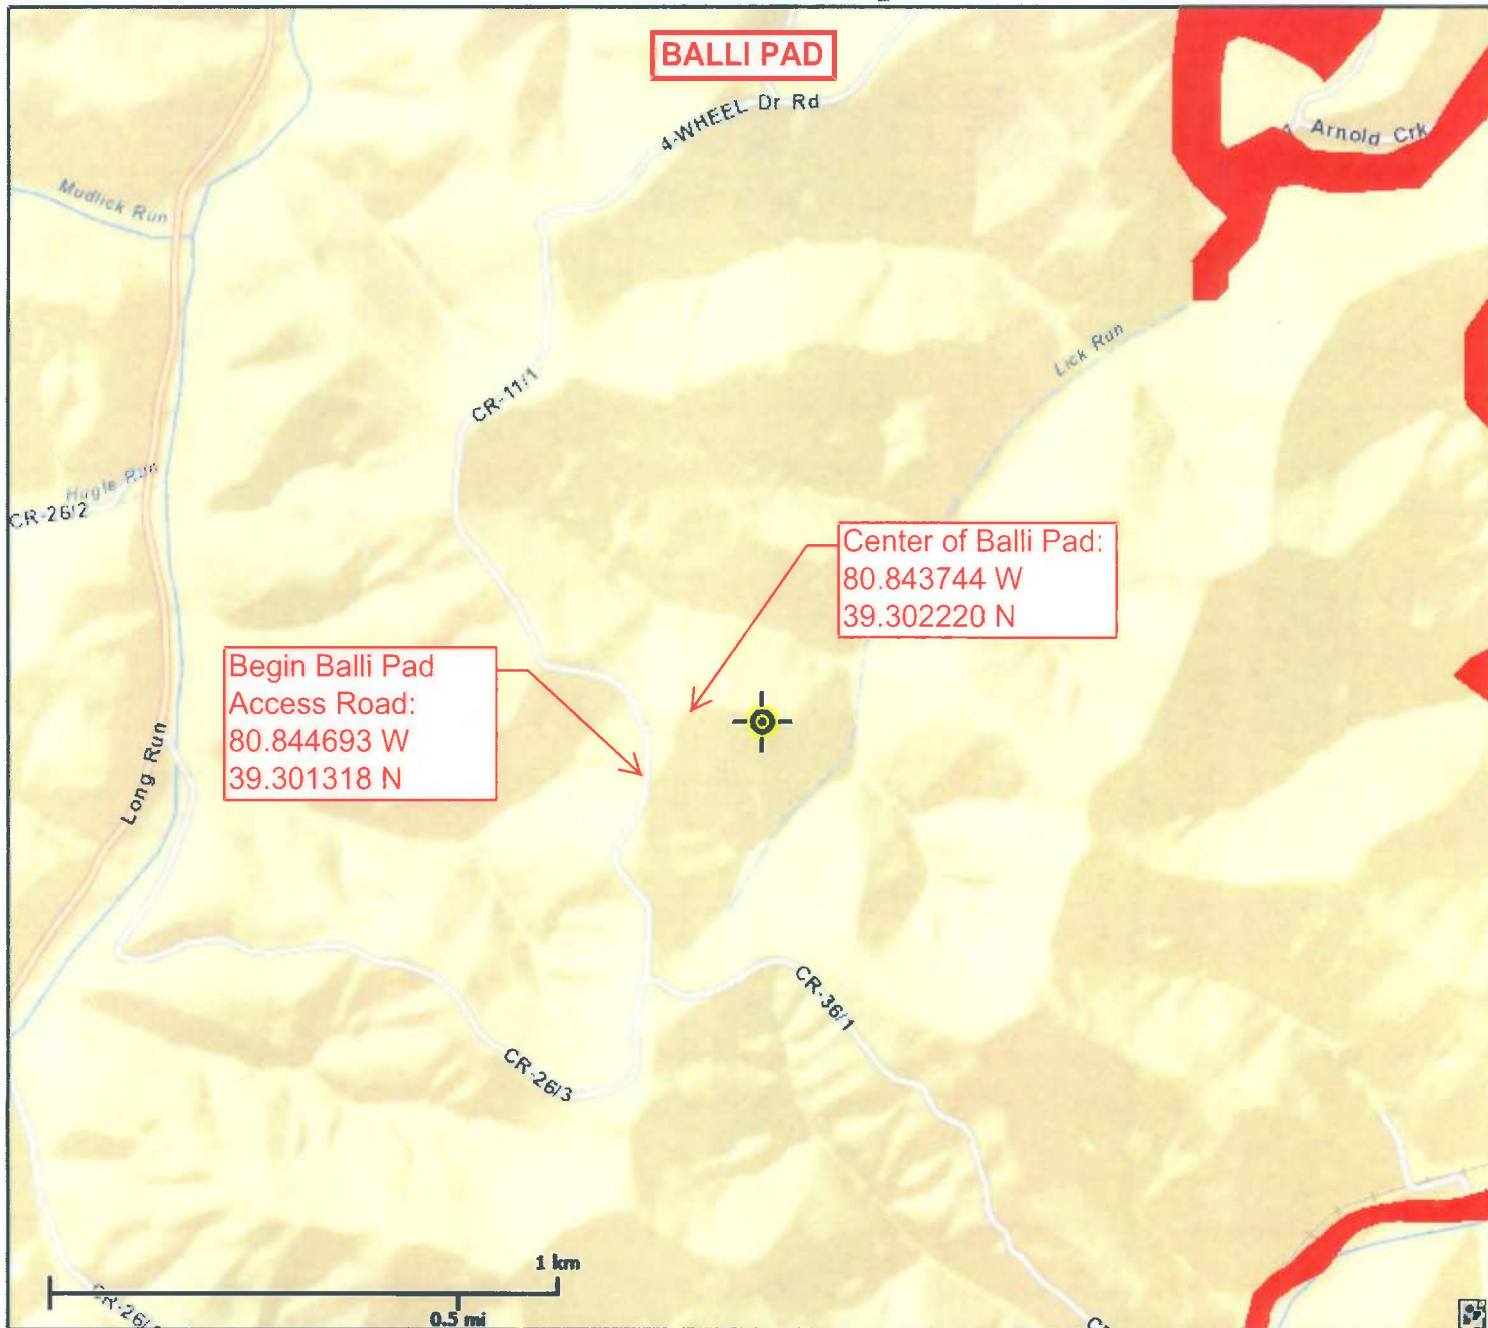 BALLI PAD
4-WHEEL Dr Rd
Arnold Crk
Mudlick Run
Lick Run
CR-11/1
Hugle Run
CR-26/2
Center of Balli Pad:
80.843744 W
39.302220 N
Begin Balli Pad
Access Road:
80.844693 W
39.301318 N
Long Run
CR-36/1
CR-26/3
1 km
0.5 mi
CR-26/